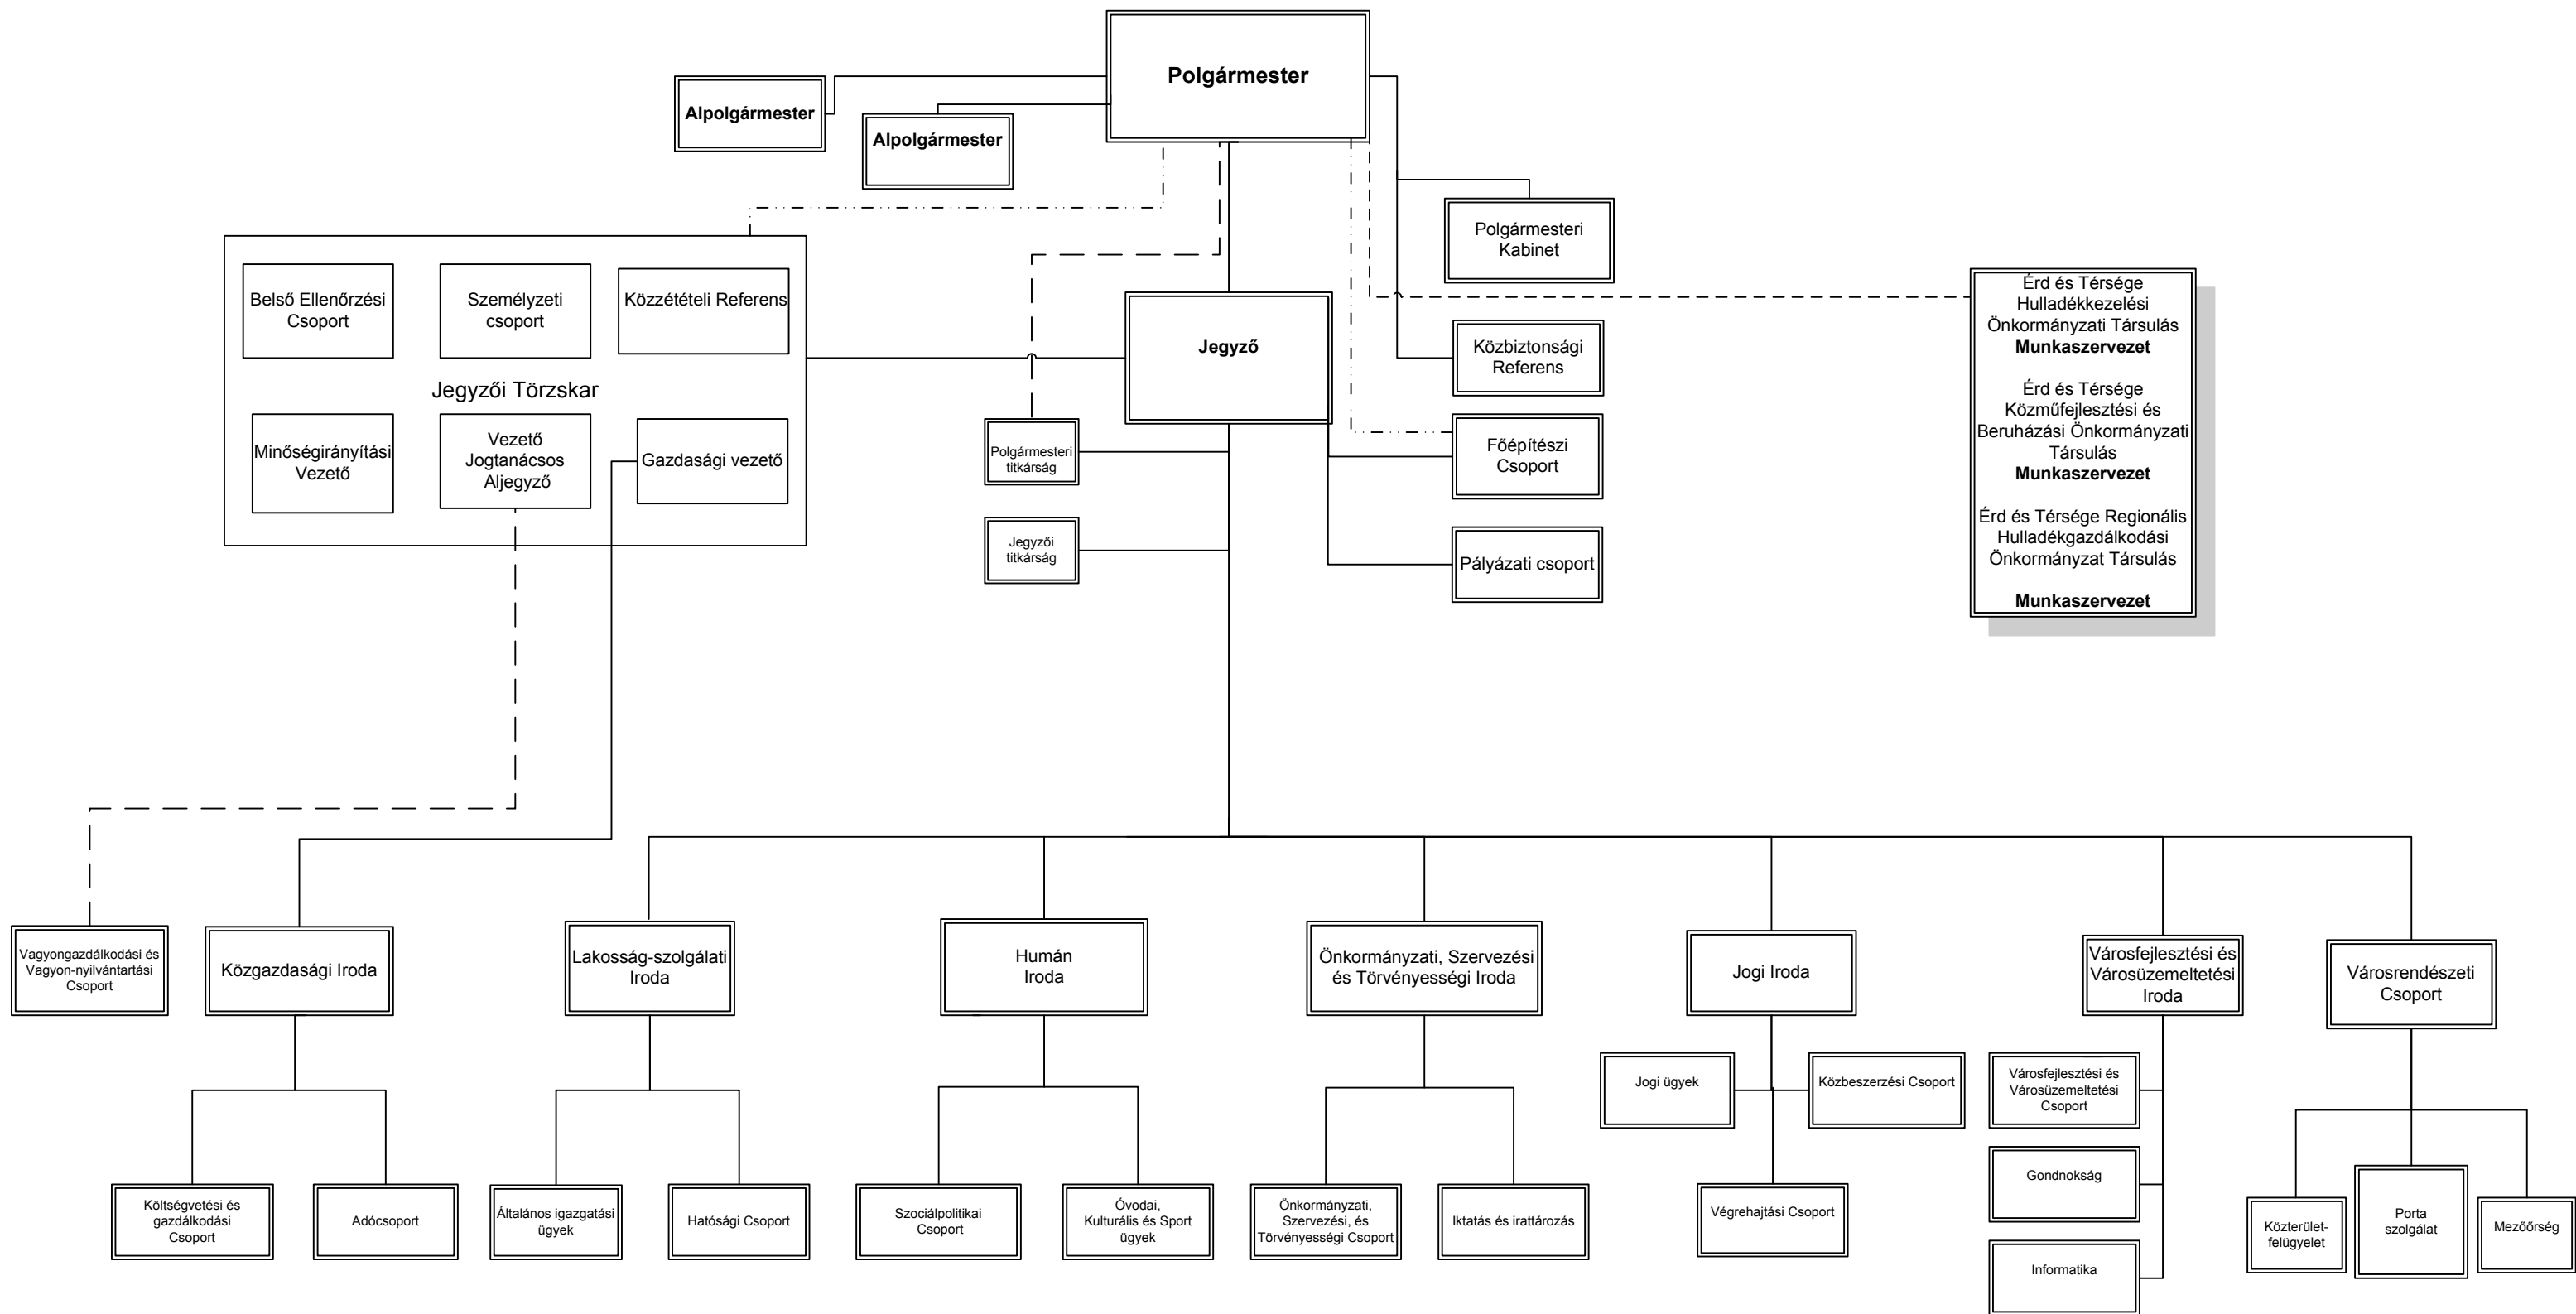 Polgármester
Alpolgármester
Alpolgármester
Polgármesteri
Kabinet
Belső Ellenőrzési
Csoport
Személyzeti
csoport
Közzétételi Referens
Jegyzői Törzskar
Minőségirányítási
Vezető
Vezető
Jogtanácsos
Aljegyző
Gazdasági vezető
Jegyző
Közbiztonsági
Referens
Polgármesteri
titkárság
Főépítészi
Csoport
Jegyzői
titkárság
Pályázati csoport
Érd és Térsége
Hulladékkezelési
Önkormányzati Társulás
Munkaszervezet
Érd és Térsége
Közműfejlesztési és
Beruházási Önkormányzati
Társulás
Munkaszervezet
Érd és Térsége Regionális
Hulladékgazdálkodási
Önkormányzat Társulás
Munkaszervezet
Vagyongazdálkodási és
Vagyon-nyilvántartási
Csoport
Közgazdasági Iroda
Lakosság-szolgálati
Iroda
Humán
Iroda
Önkormányzati, Szervezési
és Törvényességi Iroda
Jogi Iroda
Városfejlesztési és
Városüzemeltetési
Iroda
Városrendészeti
Csoport
Jogi ügyek
Közbeszerzési Csoport
Városfejlesztési és
Városüzemeltetési
Csoport
Gondnokság
Költségvetési és
gazdálkodási
Csoport
Adócsoport
Általános igazgatási
ügyek
Hatósági Csoport
Szociálpolitikai
Csoport
Óvodai,
Kulturális és Sport
ügyek
Önkormányzati,
Szervezési, és
Törvényességi Csoport
Iktatás és irattározás
Végrehajtási Csoport
Informatika
Közterület-
felügyelet
Porta
szolgálat
Mezőőrség